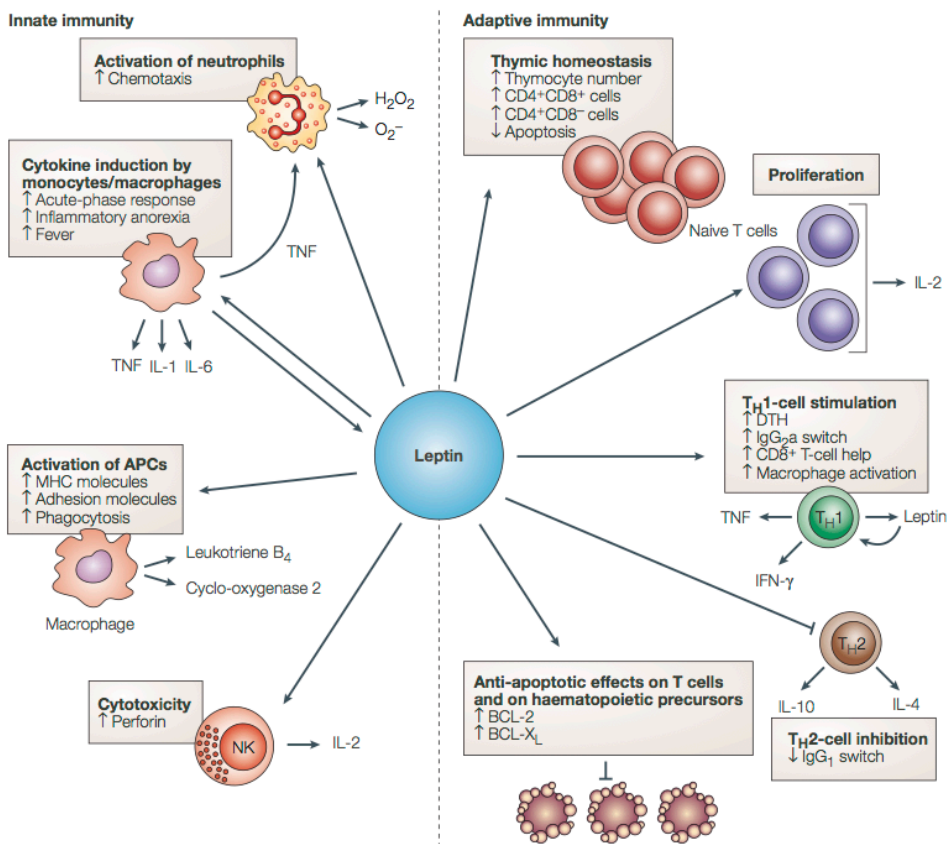 Innate immunity
Activation of neutrophils
↑ Chemotaxis
H₂O₂
O₂⁻
Cytokine induction by
monocytes/macrophages
↑ Acute-phase response
↑ Inflammatory anorexia
↑ Fever
TNF
TNF IL-1 IL-6
Leptin
Activation of APCs
↑ MHC molecules
↑ Adhesion molecules
↑ Phagocytosis
Leukotriene B₄
Cyclo-oxygenase 2
Macrophage
Cytotoxicity
↑ Perforin
NK
IL-2
Adaptive immunity
Thymic homeostasis
↑ Thymocyte number
↑ CD4⁺CD8⁺ cells
↑ CD4⁺CD8⁻ cells
↓ Apoptosis
Naive T cells
Proliferation
IL-2
T_H1-cell stimulation
↑ DTH
↑ IgG₂a switch
↑ CD8⁺ T-cell help
↑ Macrophage activation
TNF
T_H1
Leptin
IFN-γ
T_H2
IL-10
IL-4
T_H2-cell inhibition
↓ IgG₁ switch
Anti-apoptotic effects on T cells
and on haematopoietic precursors
↑ BCL-2
↑ BCL-X_L